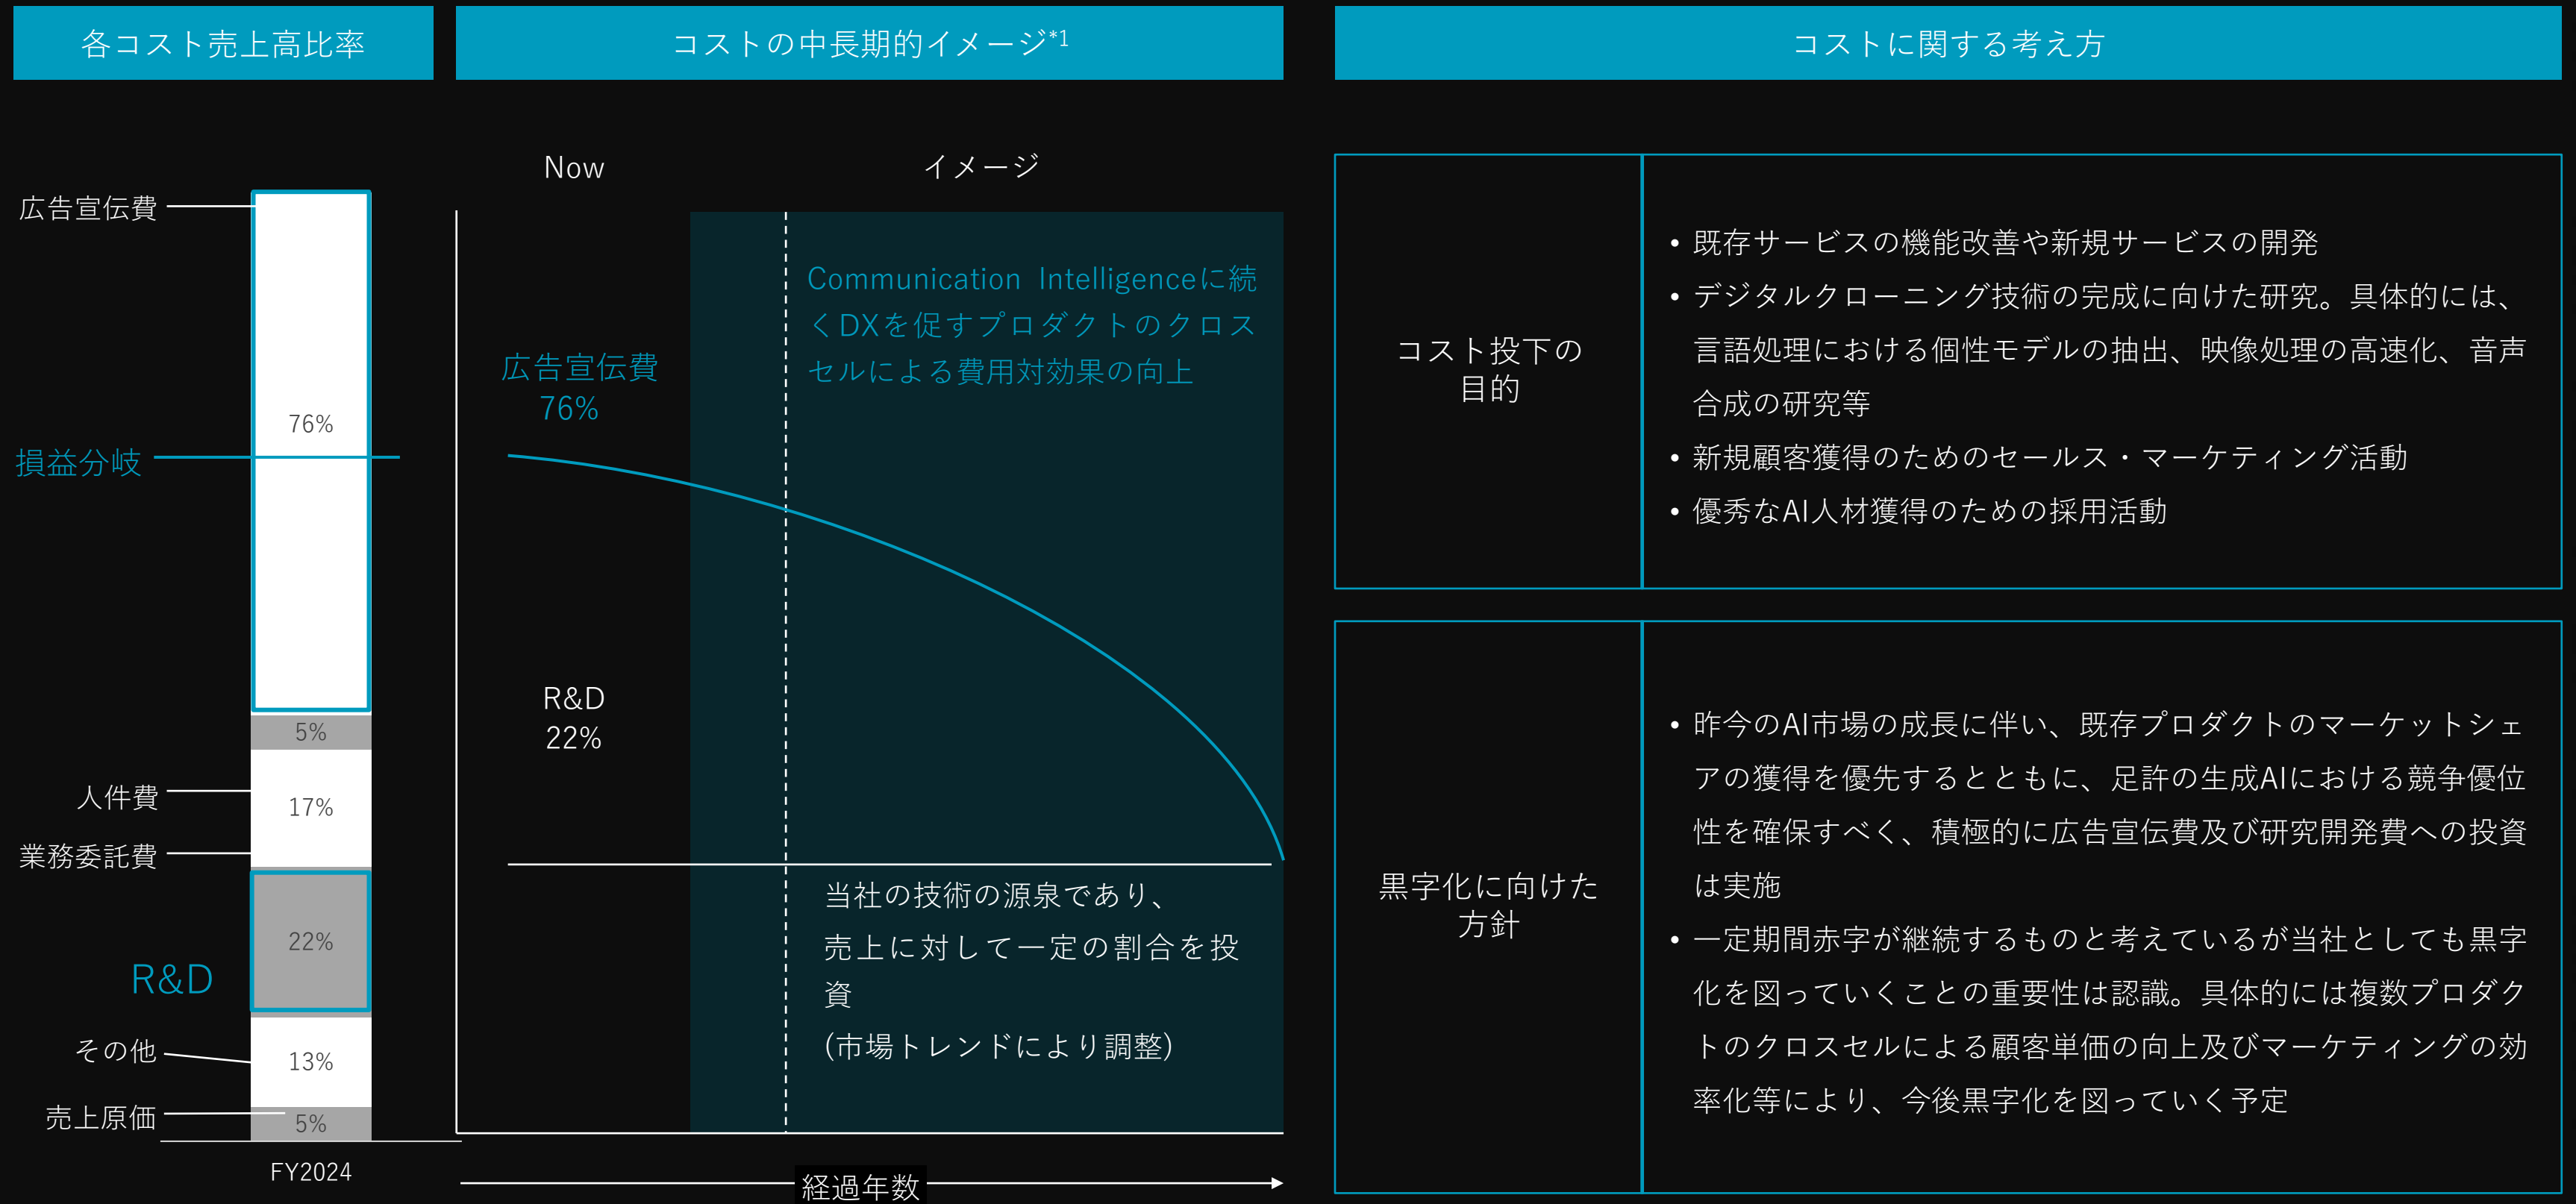 各コスト売上高比率
コストの中長期的イメージ*1
コストに関する考え方
広告宣伝費
76%
損益分岐
5%
人件費
17%
業務委託費
22%
R&D
その他
13%
売上原価
5%
FY2024
Now
イメージ
広告宣伝費
76%
Communication Intelligenceに続
くDXを促すプロダクトのクロス
セルによる費用対効果の向上
R&D
22%
当社の技術の源泉であり、
売上に対して一定の割合を投
資
(市場トレンドにより調整)
経過年数
コスト投下の
目的
• 既存サービスの機能改善や新規サービスの開発
• デジタルクローニング技術の完成に向けた研究。具体的には、
言語処理における個性モデルの抽出、映像処理の高速化、音声
合成の研究等
• 新規顧客獲得のためのセールス・マーケティング活動
• 優秀なAI人材獲得のための採用活動
黒字化に向けた
方針
• 昨今のAI市場の成長に伴い、既存プロダクトのマーケットシェ
アの獲得を優先するとともに、足許の生成AIにおける競争優位
性を確保すべく、積極的に広告宣伝費及び研究開発費への投資
は実施
• 一定期間赤字が継続するものと考えているが当社としても黒字
化を図っていくことの重要性は認識。具体的には複数プロダク
トのクロスセルによる顧客単価の向上及びマーケティングの効
率化等により、今後黒字化を図っていく予定